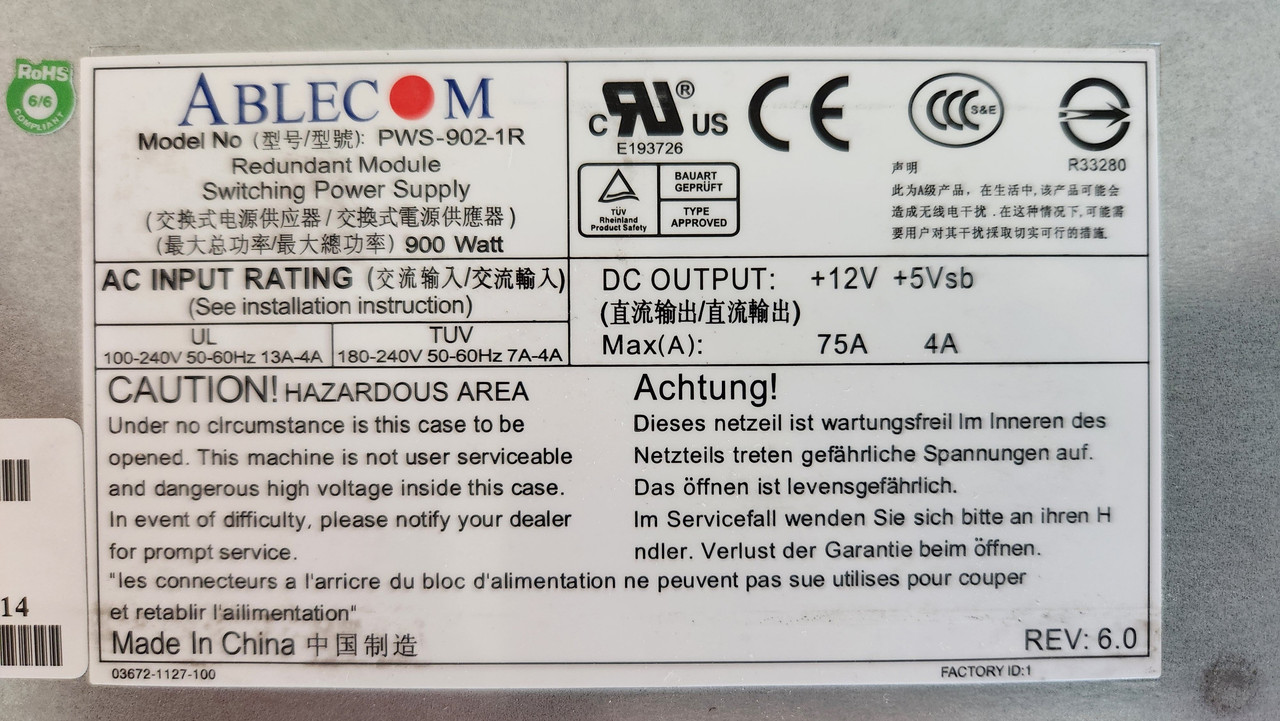 RoHS
6/6
COMPLIANT
ABLECOM
Model No (型号/型號): PWS-902-1R
Redundant Module
Switching Power Supply
(交换式电源供应器/交換式電源供應器)
(最大总功率/最大總功率) 900 Watt
C RU ® US
E193726
CE
CCC S&E
R33280
TÜV
Rheinland
Product Safety
BAUART
GEPRÜFT
TYPE
APPROVED
声明
此为A级产品, 在生活中,该产品可能会
造成无线电干扰. 在这种情况下,可能需
要用户对其干扰采取切实可行的措施.
AC INPUT RATING (交流输入/交流輸入)
(See installation instruction)
UL
100-240V 50-60Hz 13A-4A
TUV
180-240V 50-60Hz 7A-4A
DC OUTPUT: +12V +5Vsb
(直流输出/直流輸出)
Max(A): 75A 4A
CAUTION! HAZARDOUS AREA
Under no clrcumstance is this case to be
opened. This machine is not user serviceable
and dangerous high voltage inside this case.
In event of difficulty, please notify your dealer
for prompt service.
Achtung!
Dieses netzeil ist wartungsfreil Im Inneren des
Netzteils treten gefährliche Spannungen auf.
Das öffnen ist levensgefährlich.
Im Servicefall wenden Sie sich bitte an ihren H
ndler. Verlust der Garantie beim öffnen.
"les connecteurs a l'arricre du bloc d'alimentation ne peuvent pas sue utilises pour couper
et retablir l'ailimentation"
Made In China 中国制造
REV: 6.0
03672-1127-100
FACTORY ID:1
14